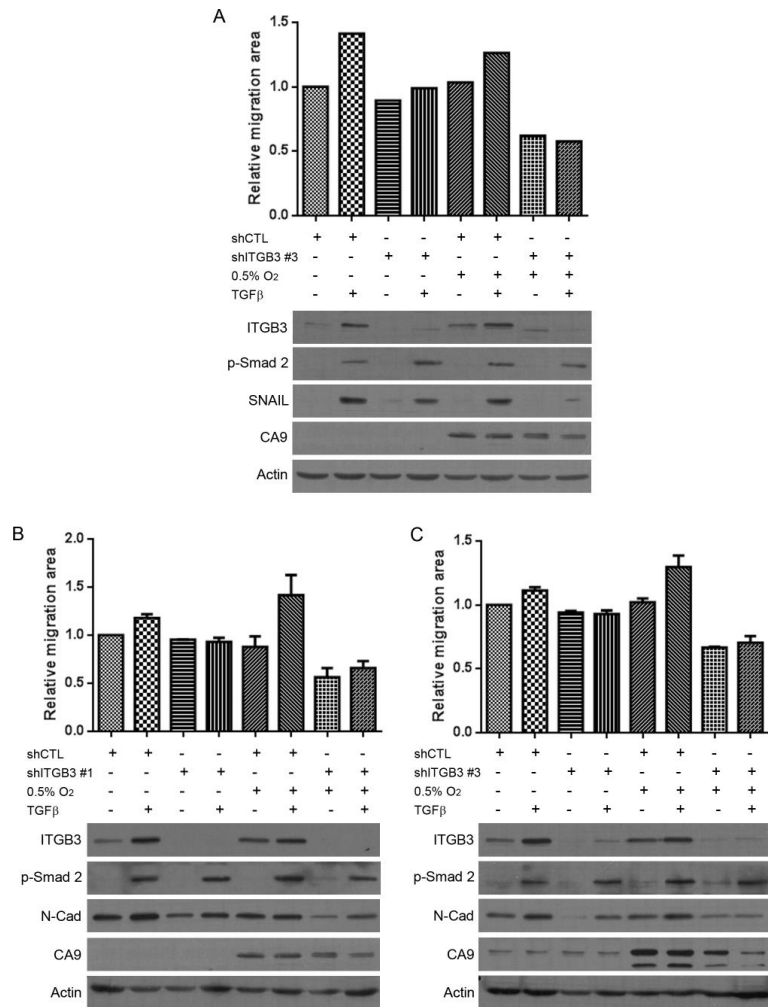 A
Relative migration area
1.5
1.0
0.5
0.0
shCTL + + - - + + - -
shITGB3 #3 - - + + - - + +
0.5% O2 - - - - + + + +
TGFβ - + - + - + - +
ITGB3
p-Smad 2
SNAIL
CA9
Actin
B
Relative migration area
2.0
1.5
1.0
0.5
0.0
shCTL + + - - + + - -
shITGB3 #1 - - + + - - + +
0.5% O2 - - - - + + + +
TGFβ - + - + - + - +
ITGB3
p-Smad 2
N-Cad
CA9
Actin
C
Relative migration area
1.5
1.0
0.5
0.0
shCTL + + - - + + - -
shITGB3 #3 - - + + - - + +
0.5% O2 - - - - + + + +
TGFβ - + - + - + - +
ITGB3
p-Smad 2
N-Cad
CA9
Actin